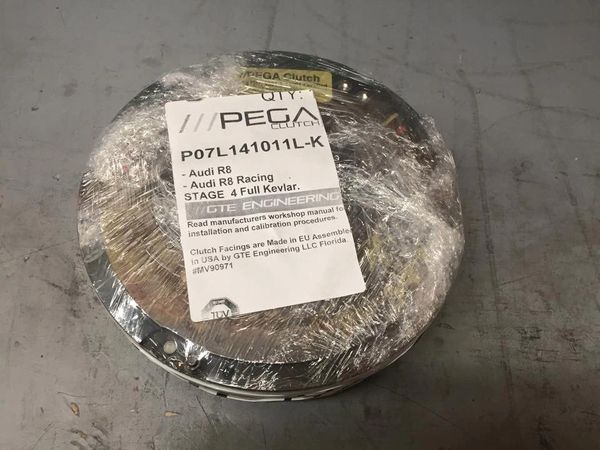 ///PEGA Clutch
QTY:
///PEGA
CLUTCH
P07L141011L-K
- Audi R8
- Audi R8 Racing
STAGE 4 Full Kevlar.
///GTE ENGINEERING
Read manufacturers workshop manual fo
installation and calibration procedures.
Clutch Facings are Made in EU Assemble
in USA by GTE Engineering LLC Florida.
#MV90971
TÜV